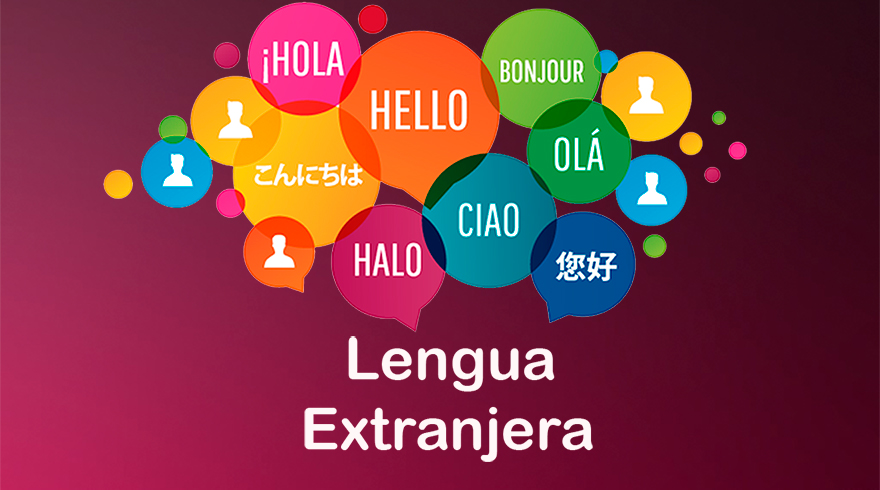 ¡HOLA
HELLO
BONJOUR
こんにちは
OLÁ
CIAO
HALO
您好
Lengua
Extranjera